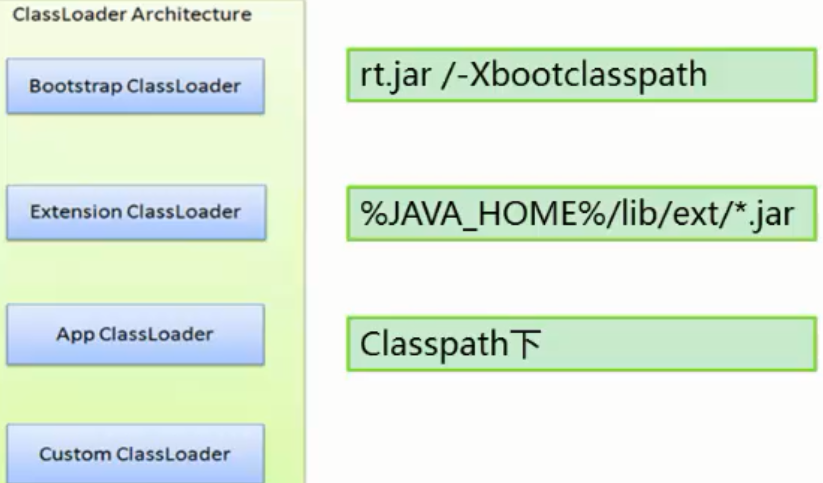 ClassLoader Architecture
Bootstrap ClassLoader
rt.jar /-Xbootclasspath
Extension ClassLoader
%JAVA_HOME%/lib/ext/*.jar
App ClassLoader
Classpath下
Custom ClassLoader